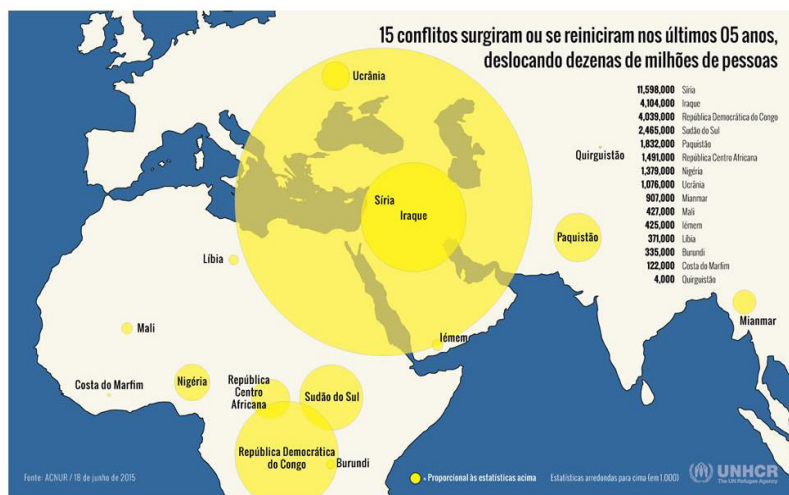 15 conflitos surgiram ou se reiniciram nos últimos 05 anos,
deslocando dezenas de milhões de pessoas
11,598,000 Síria
4,104,000 Iraque
4,039,000 República Democrática do Congo
2,465,000 Sudão do Sul
1,832,000 Paquistão
1,491,000 República Centro Africana
1,379,000 Nigéria
1,076,000 Ucrânia
907,000 Mianmar
427,000 Mali
425,000 Iémem
371,000 Líbia
335,000 Burundi
122,000 Costa do Marfim
4,000 Quirguistão
Ucrânia
Quirguistão
Síria
Iraque
Paquistão
Líbia
Mianmar
Mali
Iémem
Costa do Marfim
Nigéria
República
Centro
Africana
Sudão do Sul
República Democrática
do Congo
Burundi
Fonte: ACNUR / 18 de junho de 2015
= Proporcional às estatísticas acima
Estatísticas arredondas para cima (em 1.000)
UNHCR
The UN Refugee Agency